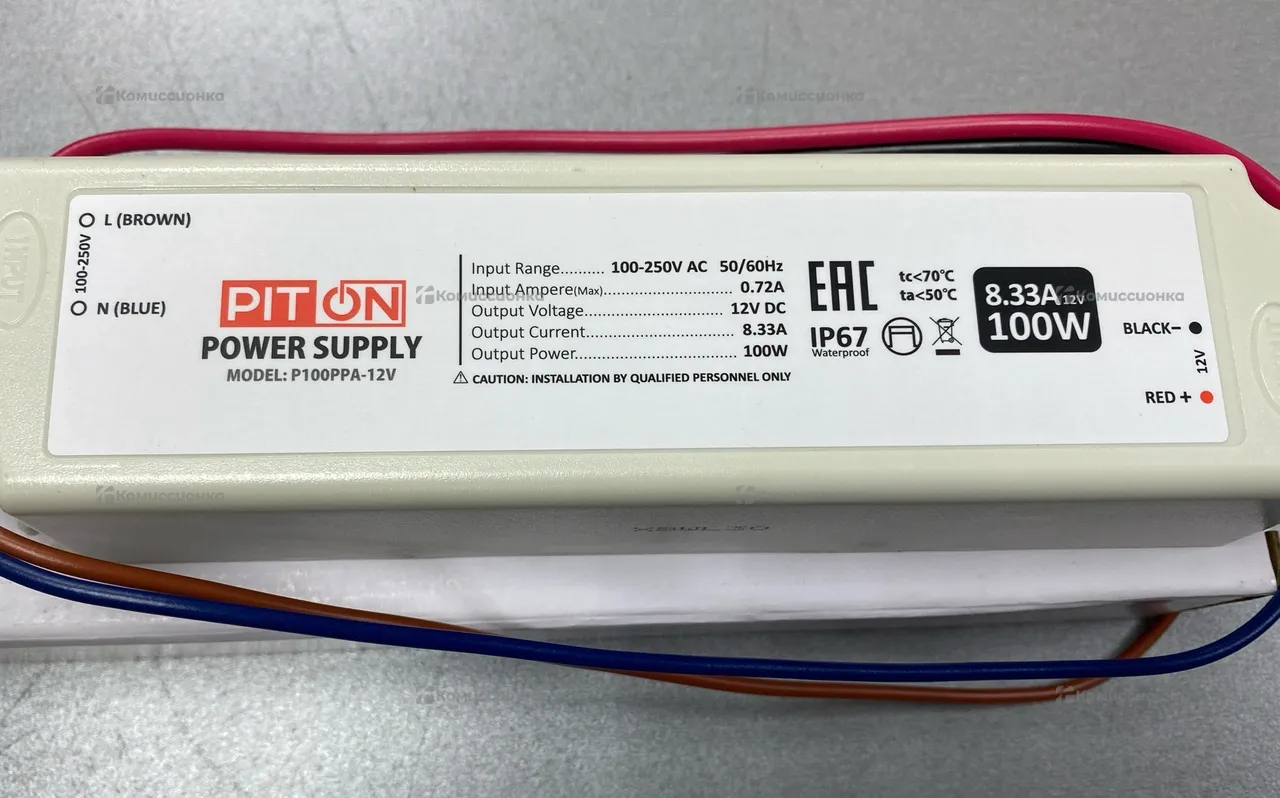 Комиссионка
Комиссионка
L (BROWN)
100-250V
N (BLUE)
INPUT
PITON
POWER SUPPLY
MODEL: P100PPA-12V
Input Range.......... 100-250V AC 50/60Hz
Input Ampere(Max)............................. 0.72A
Output Voltage................................. 12V DC
Output Current................................... 8.33A
Output Power..................................... 100W
CAUTION: INSTALLATION BY QUALIFIED PERSONNEL ONLY
Комиссионка
EAC
tc<70℃
ta<50℃
IP67
Waterproof
8.33A 12V
100W
Комиссионка
BLACK−
12V
RED +
Комиссионка